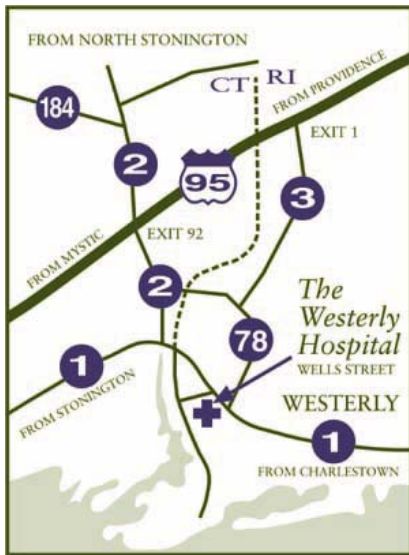 FROM NORTH STONINGTON
CT RI
FROM PROVIDENCE
184
EXIT 1
2
95
3
FROM MYSTIC
EXIT 92
2
The
Westerly
Hospital
WELLS STREET
78
1
FROM STONINGTON
WESTERLY
1
FROM CHARLESTOWN